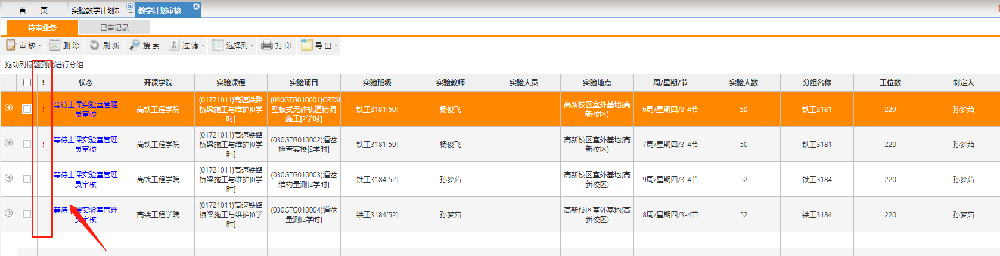 首 页 实验教学计划制... 教学计划审核
待审业务 已审记录
审 核 删 除 刷 新 搜 索 过 滤 选择列 打 印 导 出
拖动列标题到此进行分组
! 状态 开课学院 实验课程 实验项目 实验班级 实验教师 实验人员 实验地点 周/星期/节 实验人数 分组名称 工位数 制定人
! 等待上课实验室管理
员审核
高铁工程学院
(01721011)高速铁路
桥梁施工与维护[0学
时]
(030GTG010001)CRTSI
型板式无砟轨道精调
施工[2学时]
铁工3181[50] 杨俊飞
高新校区室外基地(高
新校区)
6周/星期四/3-4节 50 铁工3181 220 孙梦茹
! 等待上课实验室管理
员审核
高铁工程学院
(01721011)高速铁路
桥梁施工与维护[0学
时]
(030GTG010002)道岔
检查实操[2学时]
铁工3181[50] 杨俊飞
高新校区室外基地(高
新校区)
7周/星期四/3-4节 50 铁工3181 220 孙梦茹
等待上课实验室管理
员审核
高铁工程学院
(01721011)高速铁路
桥梁施工与维护[0学
时]
(030GTG010003)道岔
结构量测[2学时]
铁工3184[52] 孙梦茹
高新校区室外基地(高
新校区)
9周/星期四/3-4节 52 铁工3184 220 孙梦茹
等待上课实验室管理
员审核
高铁工程学院
(01721011)高速铁路
桥梁施工与维护[0学
时]
(030GTG010004)道岔
量测[2学时]
铁工3184[52] 孙梦茹
高新校区室外基地(高
新校区)
8周/星期四/3-4节 52 铁工3184 220 孙梦茹